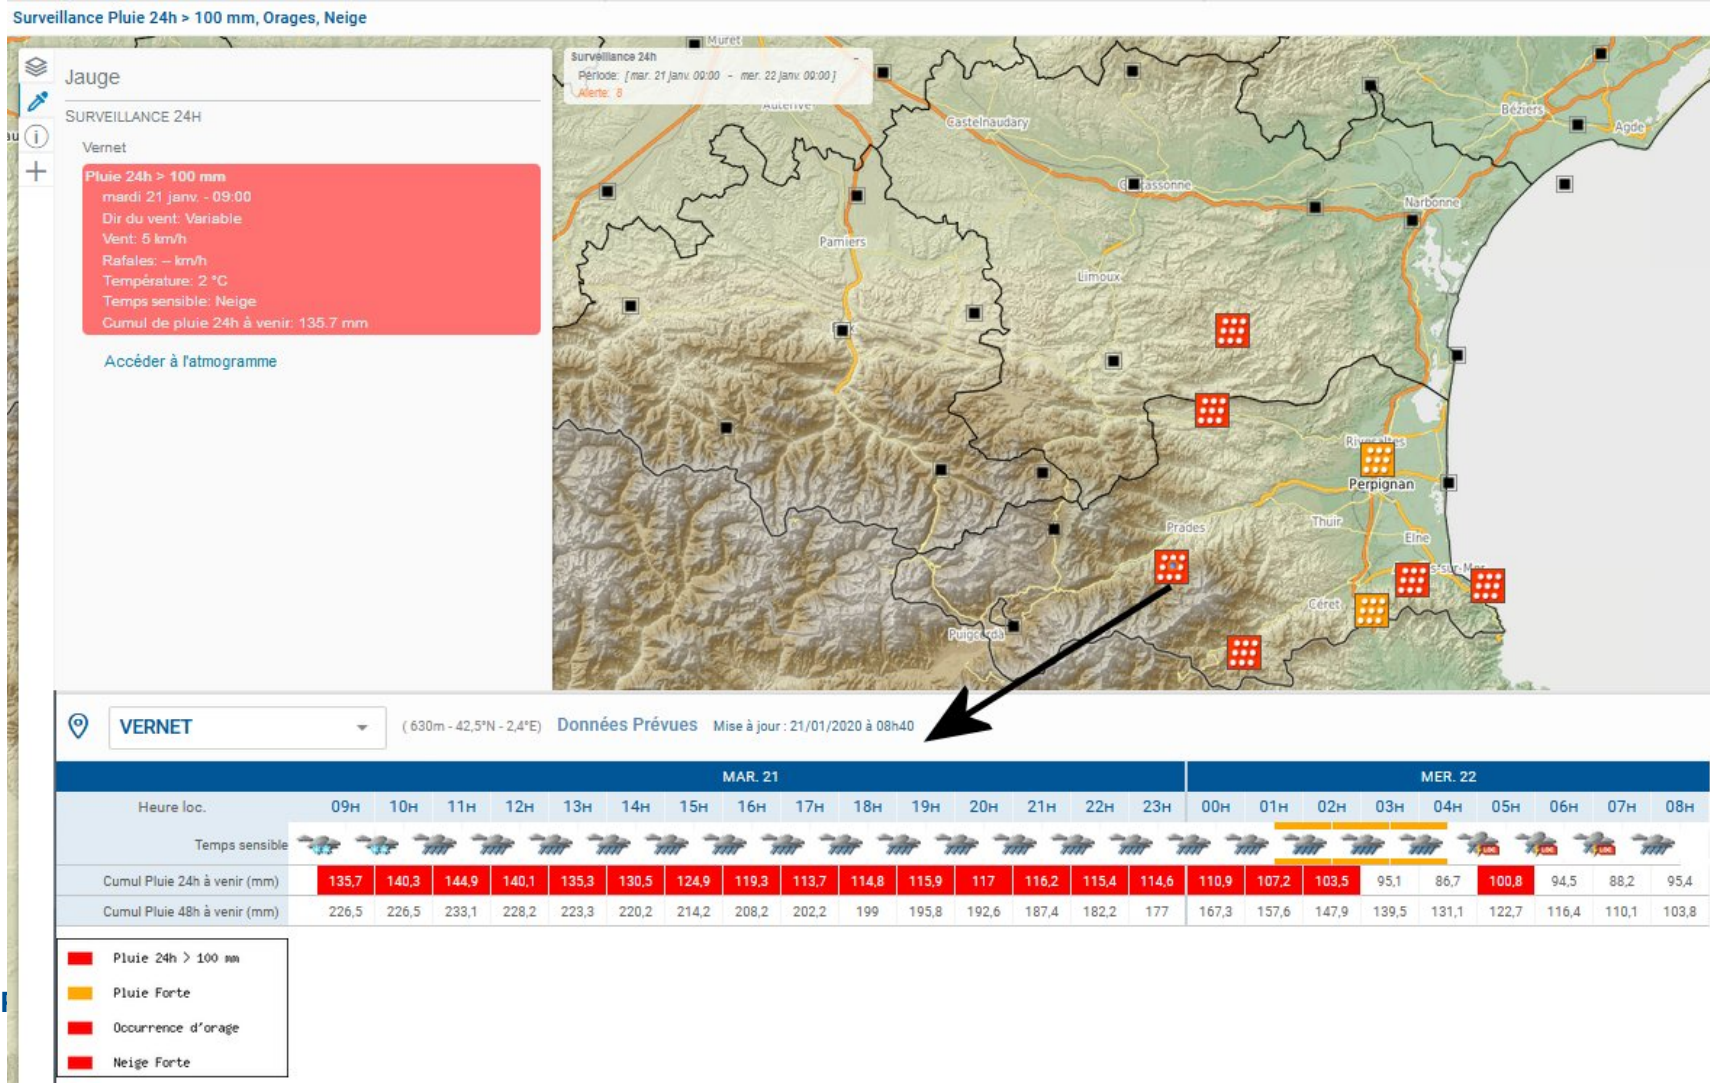 Surveillance Pluie 24h > 100 mm, Orages, Neige
Jauge
SURVEILLANCE 24H
Vernet
Pluie 24h > 100 mm
mardi 21 janv. - 09:00
Dir du vent: Variable
Vent: 5 km/h
Rafales: – km/h
Température: 2 °C
Temps sensible: Neige
Cumul de pluie 24h à venir: 135.7 mm
Accéder à l'atmogramme
Surveillance 24h -
Période: [ mar. 21 janv. 09:00 - mer. 22 janv. 09:00 ]
Alerte: 8
Muret
Auterive
Castelnaudary
Béziers
Agde
Narbonne
Pamiers
Limoux
Perpignan
Prades
Thuir
Elne
Céret
Puigcerdà
VERNET
( 630m - 42,5°N - 2,4°E) Données Prévues Mise à jour : 21/01/2020 à 08h40
MAR. 21 MER. 22
Heure loc. 09H 10H 11H 12H 13H 14H 15H 16H 17H 18H 19H 20H 21H 22H 23H 00H 01H 02H 03H 04H 05H 06H 07H 08H
Temps sensible LOC LOC LOC
Cumul Pluie 24h à venir (mm) 135,7 140,3 144,9 140,1 135,3 130,5 124,9 119,3 113,7 114,8 115,9 117 116,2 115,4 114,6 110,9 107,2 103,5 95,1 86,7 100,8 94,5 88,2 95,4
Cumul Pluie 48h à venir (mm) 226,5 226,5 233,1 228,2 223,3 220,2 214,2 208,2 202,2 199 195,8 192,6 187,4 182,2 177 167,3 157,6 147,9 139,5 131,1 122,7 116,4 110,1 103,8
Pluie 24h > 100 mm
Pluie Forte
Occurrence d'orage
Neige Forte